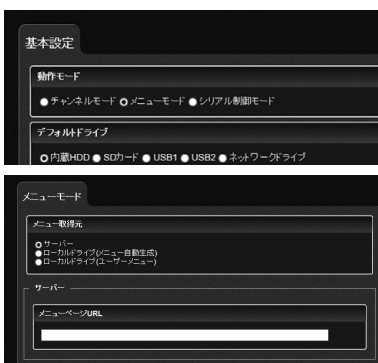 基本設定
動作モード
チャンネルモード メニューモード シリアル制御モード
デフォルトドライブ
内蔵HDD SDカード USB1 USB2 ネットワークドライブ
メニューモード
メニュー取得元
サーバー
ローカルドライブ(メニュー自動生成)
ローカルドライブ(ユーザーメニュー)
サーバー
メニューページURL